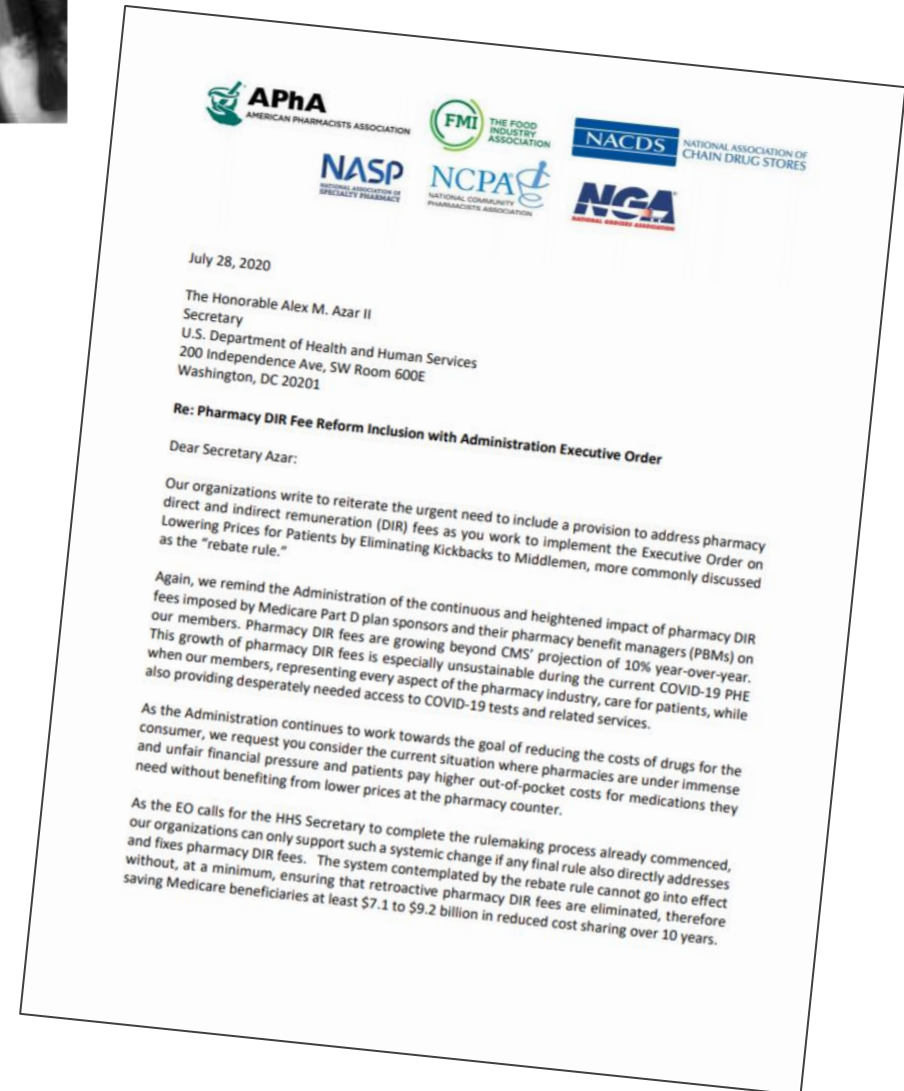 APhA
AMERICAN PHARMACISTS ASSOCIATION
FMI
THE FOOD
INDUSTRY
ASSOCIATION
NACDS
NATIONAL ASSOCIATION OF
CHAIN DRUG STORES
NASP
NATIONAL ASSOCIATION OF
SPECIALTY PHARMACY
NCPA
NATIONAL COMMUNITY
PHARMACISTS ASSOCIATION
NGA
NATIONAL GROCERS ASSOCIATION
July 28, 2020
The Honorable Alex M. Azar II
Secretary
U.S. Department of Health and Human Services
200 Independence Ave, SW Room 600E
Washington, DC 20201
Re: Pharmacy DIR Fee Reform Inclusion with Administration Executive Order
Dear Secretary Azar:
Our organizations write to reiterate the urgent need to include a provision to address pharmacy
direct and indirect remuneration (DIR) fees as you work to implement the Executive Order on
Lowering Prices for Patients by Eliminating Kickbacks to Middlemen, more commonly discussed
as the “rebate rule.”
Again, we remind the Administration of the continuous and heightened impact of pharmacy DIR
fees imposed by Medicare Part D plan sponsors and their pharmacy benefit managers (PBMs) on
our members. Pharmacy DIR fees are growing beyond CMS’ projection of 10% year-over-year.
This growth of pharmacy DIR fees is especially unsustainable during the current COVID-19 PHE
when our members, representing every aspect of the pharmacy industry, care for patients, while
also providing desperately needed access to COVID-19 tests and related services.
As the Administration continues to work towards the goal of reducing the costs of drugs for the
consumer, we request you consider the current situation where pharmacies are under immense
and unfair financial pressure and patients pay higher out-of-pocket costs for medications they
need without benefiting from lower prices at the pharmacy counter.
As the EO calls for the HHS Secretary to complete the rulemaking process already commenced,
our organizations can only support such a systemic change if any final rule also directly addresses
and fixes pharmacy DIR fees.  The system contemplated by the rebate rule cannot go into effect
without, at a minimum, ensuring that retroactive pharmacy DIR fees are eliminated, therefore
saving Medicare beneficiaries at least $7.1 to $9.2 billion in reduced cost sharing over 10 years.